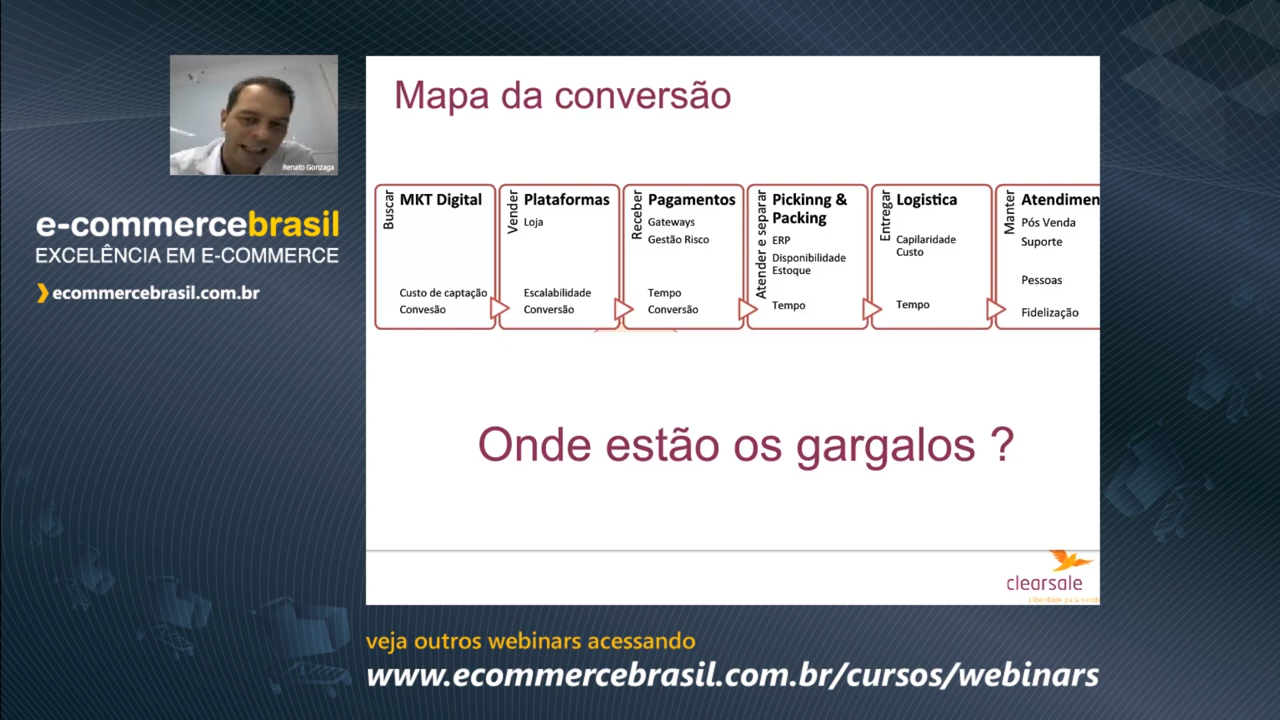 Renato Gonzaga
e-commercebrasil
EXCELÊNCIA EM E-COMMERCE
ecommercebrasil.com.br
Mapa da conversão
Buscar
MKT Digital
Custo de captação
Convesão
Vender
Plataformas
Loja
Escalabilidade
Conversão
Receber
Pagamentos
Gateways
Gestão Risco
Tempo
Conversão
Atender e separar
Pickinng &
Packing
ERP
Disponibilidade
Estoque
Tempo
Entregar
Logistica
Capilaridade
Custo
Tempo
Manter
Atendimen
Pós Venda
Suporte
Pessoas
Fidelização
Onde estão os gargalos ?
clearsale
Liberdade para vend
veja outros webinars acessando
www.ecommercebrasil.com.br/cursos/webinars